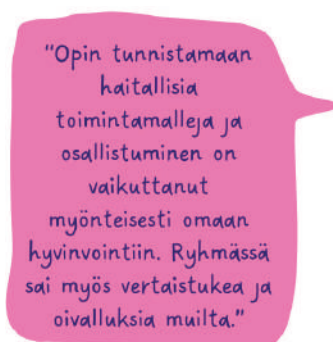 "Opin tunnistamaan
haitallisia
toimintamalleja ja
osallistuminen on
vaikuttanut
myönteisesti omaan
hyvinvointiin. Ryhmässä
sai myös vertaistukea ja
oivalluksia muilta."